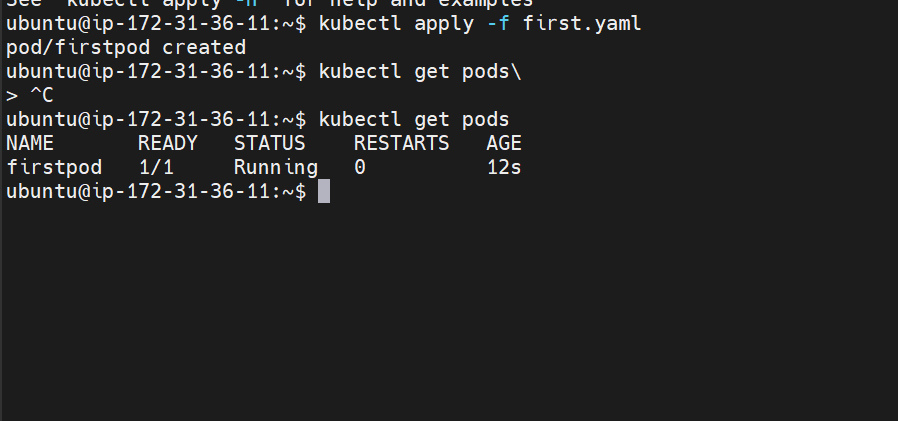 See 'kubectl apply -h' for help and examples
ubuntu@ip-172-31-36-11:~$ kubectl apply -f first.yaml
pod/firstpod created
ubuntu@ip-172-31-36-11:~$ kubectl get pods\
> ^C
ubuntu@ip-172-31-36-11:~$ kubectl get pods
NAME READY STATUS RESTARTS AGE
firstpod 1/1 Running 0 12s
ubuntu@ip-172-31-36-11:~$